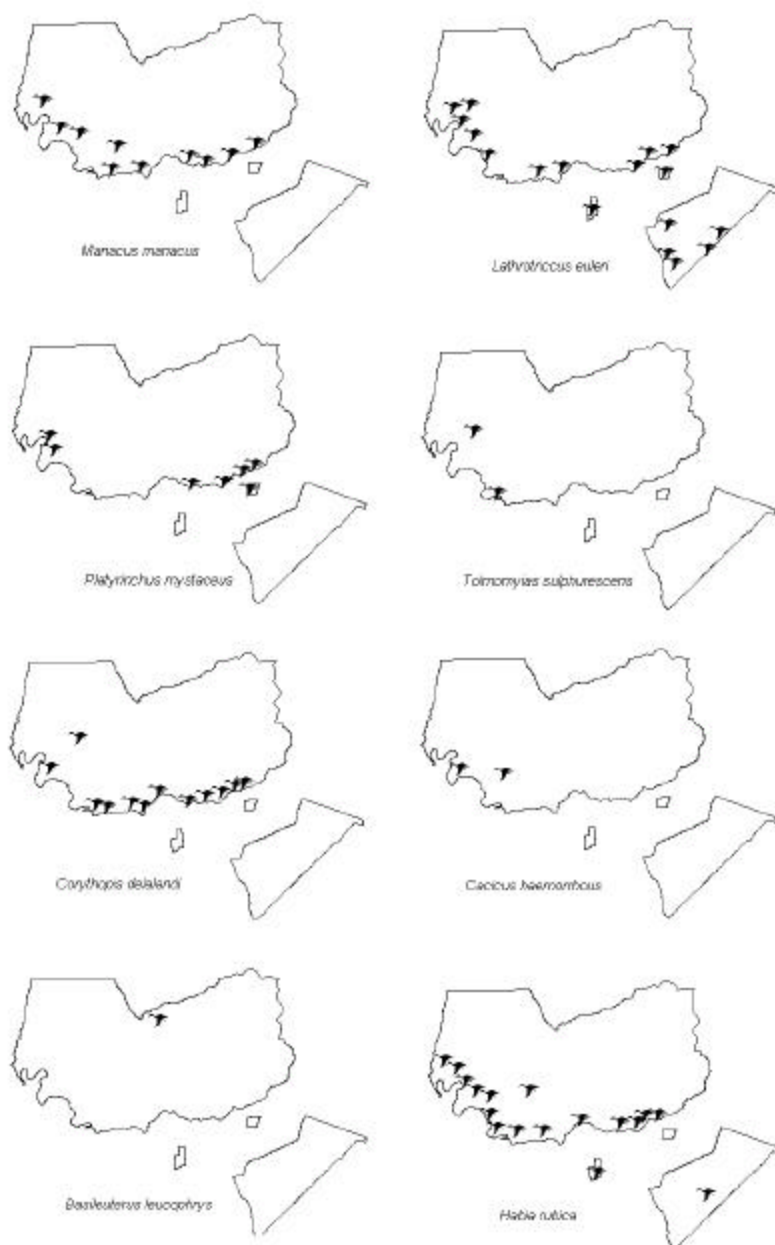 Manacus manacus
Lathrotriccus euleri
Platyrinchus mystaceus
Tolmomyias sulphurescens
Corythopis delalandi
Cacicus haemorrhous
Basileuterus leucophrys
Habia rubica